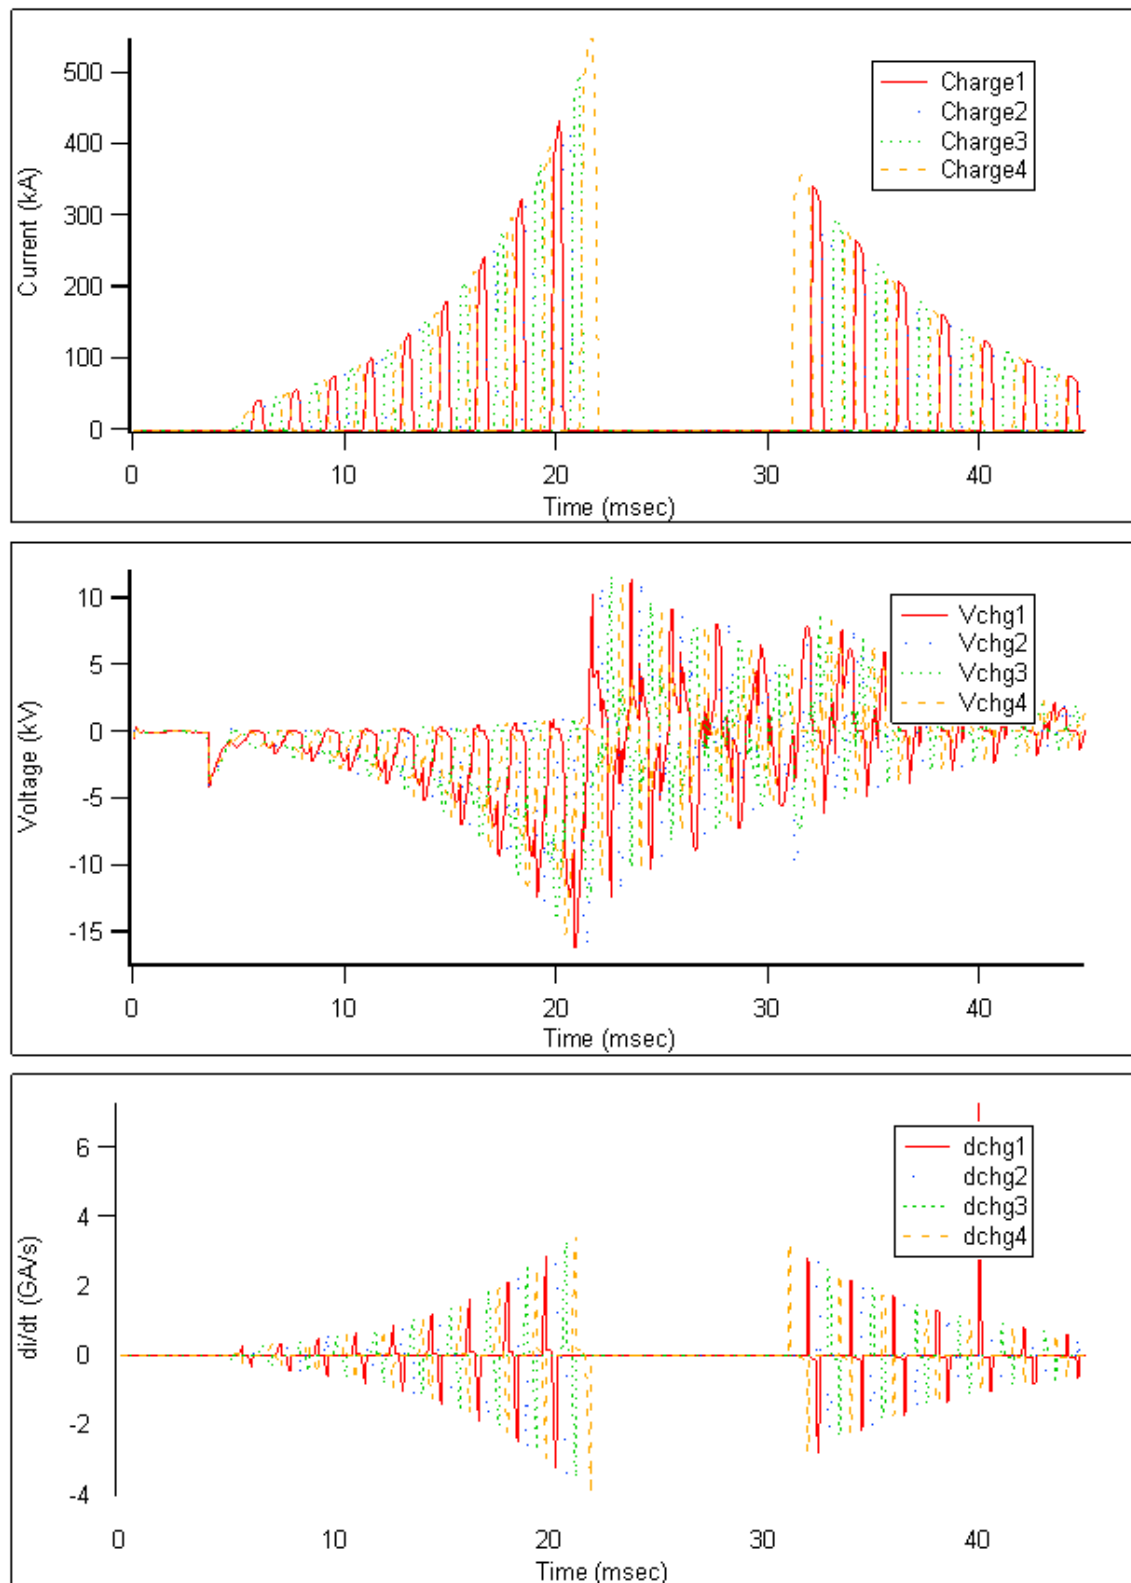 500
400
300
200
100
0
Current (kA)
Charge1
Charge2
Charge3
Charge4
0 10 20 30 40
Time (msec)
10
5
0
-5
-10
-15
Voltage (kV)
Vchg1
Vchg2
Vchg3
Vchg4
0 10 20 30 40
Time (msec)
6
4
2
0
-2
-4
di/dt (GA/s)
dchg1
dchg2
dchg3
dchg4
0 10 20 30 40
Time (msec)